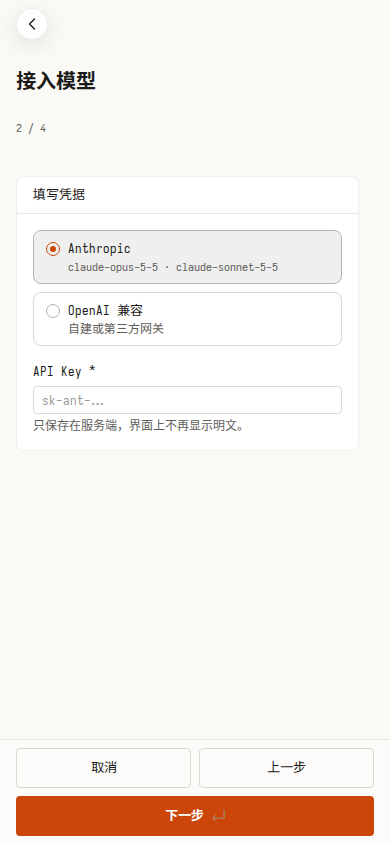 接入模型
2 / 4
填写凭据
Anthropic
claude-opus-5-5 · claude-sonnet-5-5
OpenAI 兼容
自建或第三方网关
API Key *
sk-ant-...
只保存在服务端，界面上不再显示明文。
取消
上一步
下一步